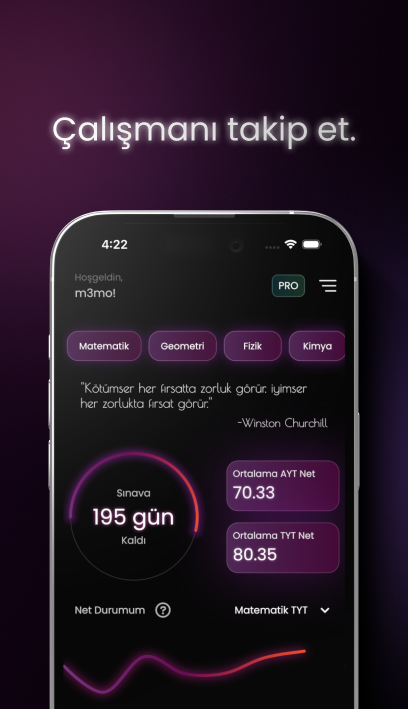 Çalışmanı takip et.
4:22
Hoşgeldin,
m3mo!
PRO
Matematik
Geometri
Fizik
Kimya
"Kötümser her fırsatta zorluk görür, iyimser
her zorlukta fırsat görür."
-Winston Churchill
Sınava
195 gün
Kaldı
Ortalama AYT Net
70.33
Ortalama TYT Net
80.35
Net Durumum ?
Matematik TYT